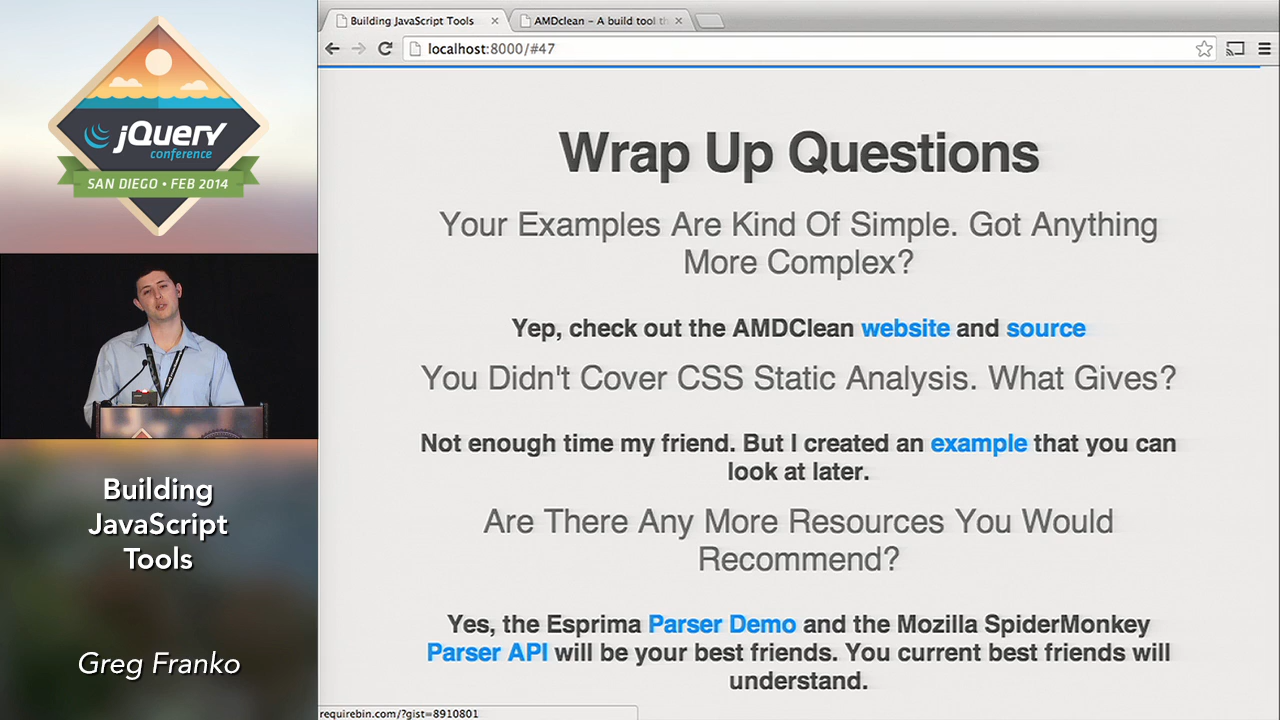 Building JavaScript Tools
AMDclean – A build tool th
localhost:8000/#47
jQuery
conference
SAN DIEGO • FEB 2014
Wrap Up Questions
Your Examples Are Kind Of Simple. Got Anything
More Complex?
Yep, check out the AMDClean website and source
You Didn't Cover CSS Static Analysis. What Gives?
Not enough time my friend. But I created an example that you can
look at later.
Are There Any More Resources You Would
Recommend?
Yes, the Esprima Parser Demo and the Mozilla SpiderMonkey
Parser API will be your best friends. You current best friends will
understand.
requirebin.com/?gist=8910801
Building
JavaScript
Tools
Greg Franko